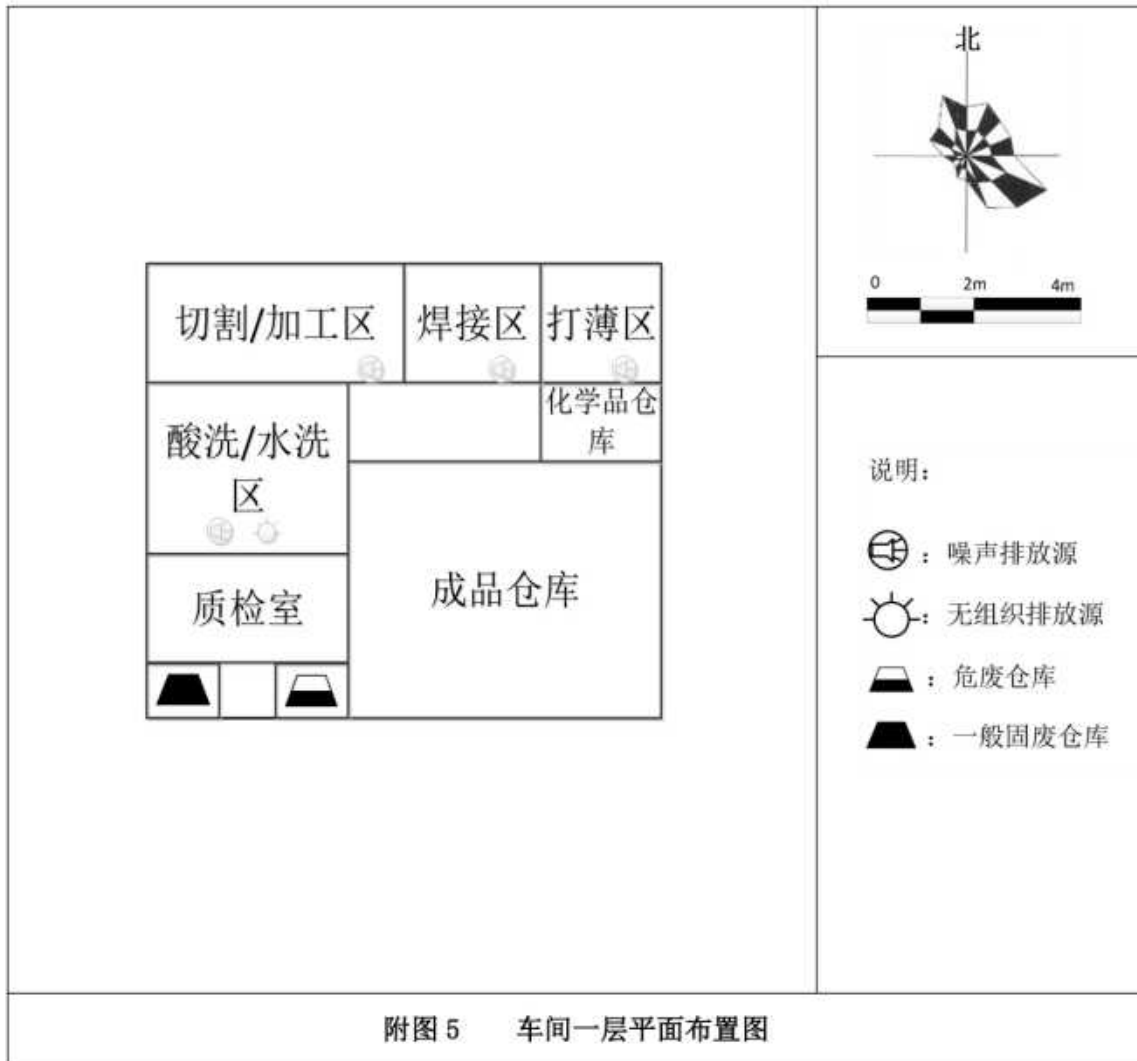 北
0 2m 4m
切割/加工区
焊接区
打薄区
化学品仓
库
酸洗/水洗
区
质检室
成品仓库
说明：
：噪声排放源
：无组织排放源
：危废仓库
：一般固废仓库
附图 5 车间一层平面布置图